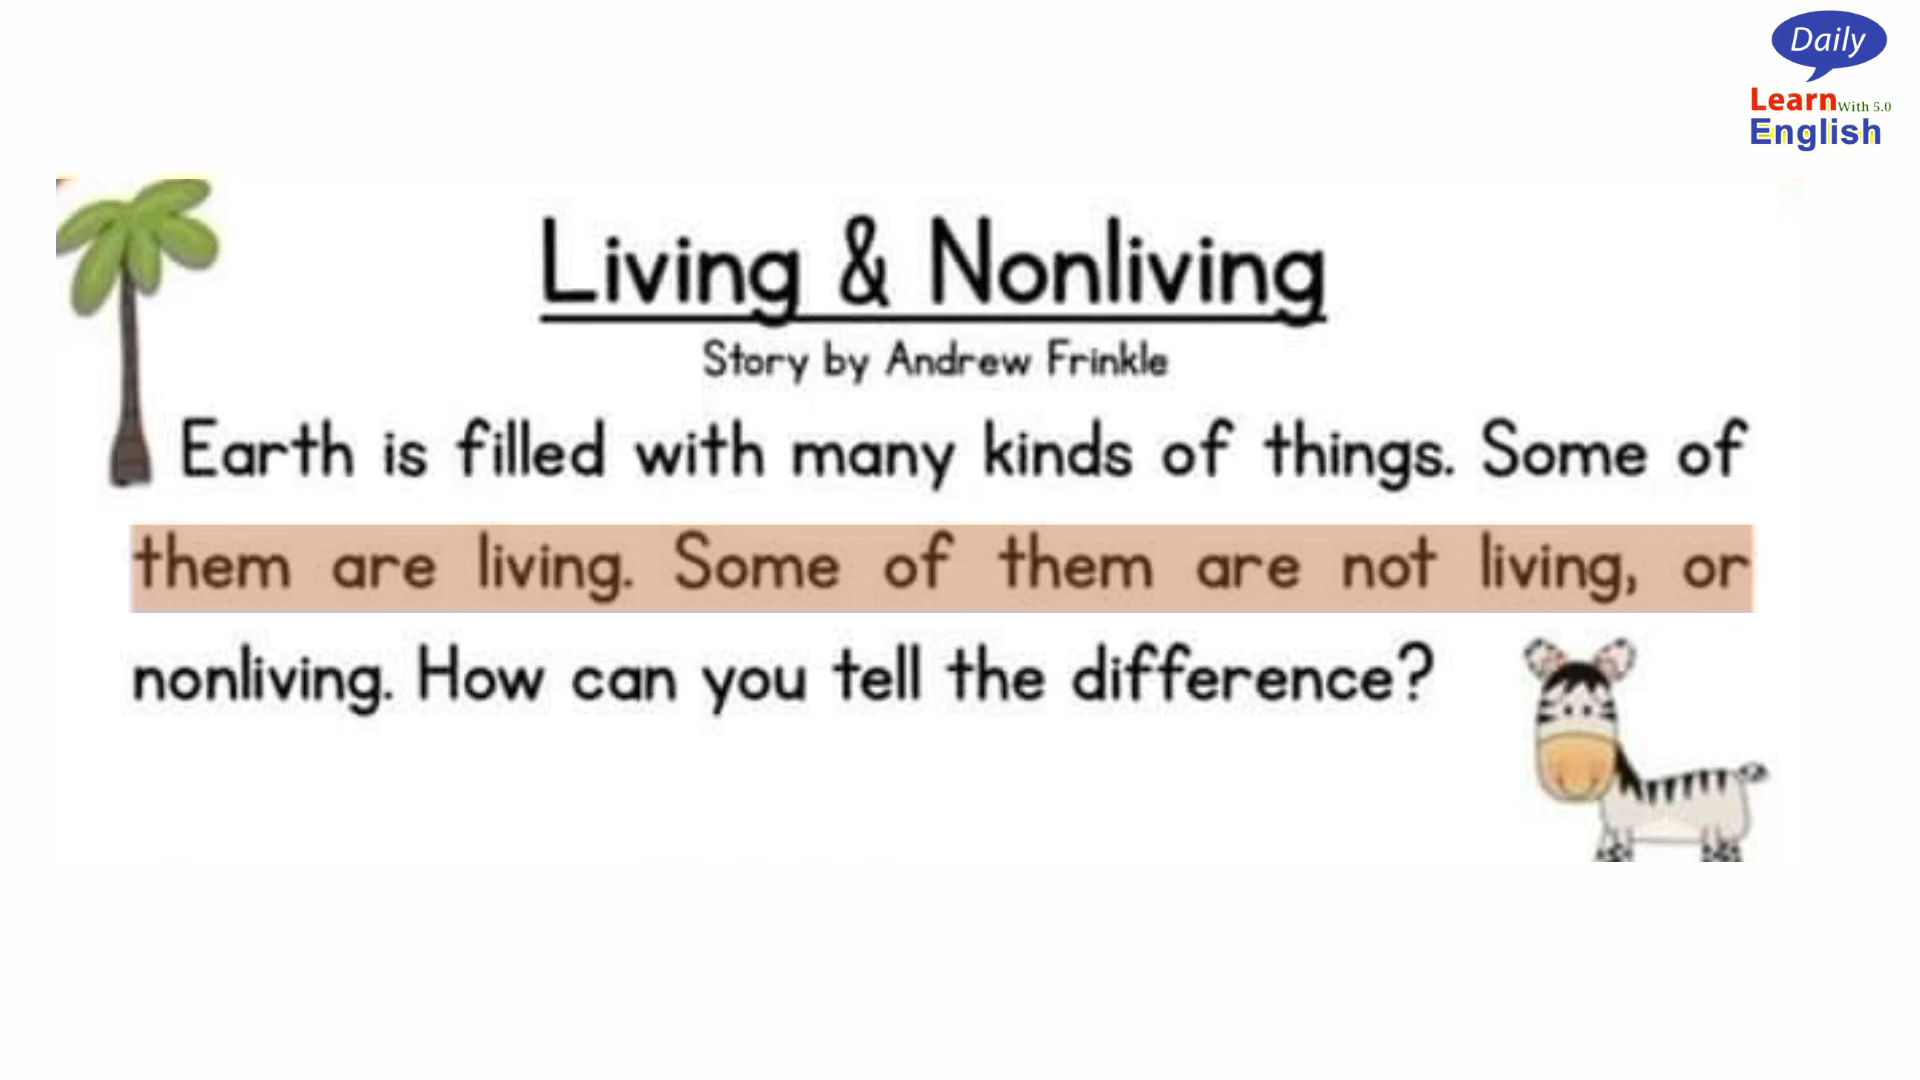 Daily
Learn With 5.0
English
Living & Nonliving
Story by Andrew Frinkle
Earth is filled with many kinds of things. Some of
them are living. Some of them are not living, or
nonliving. How can you tell the difference?